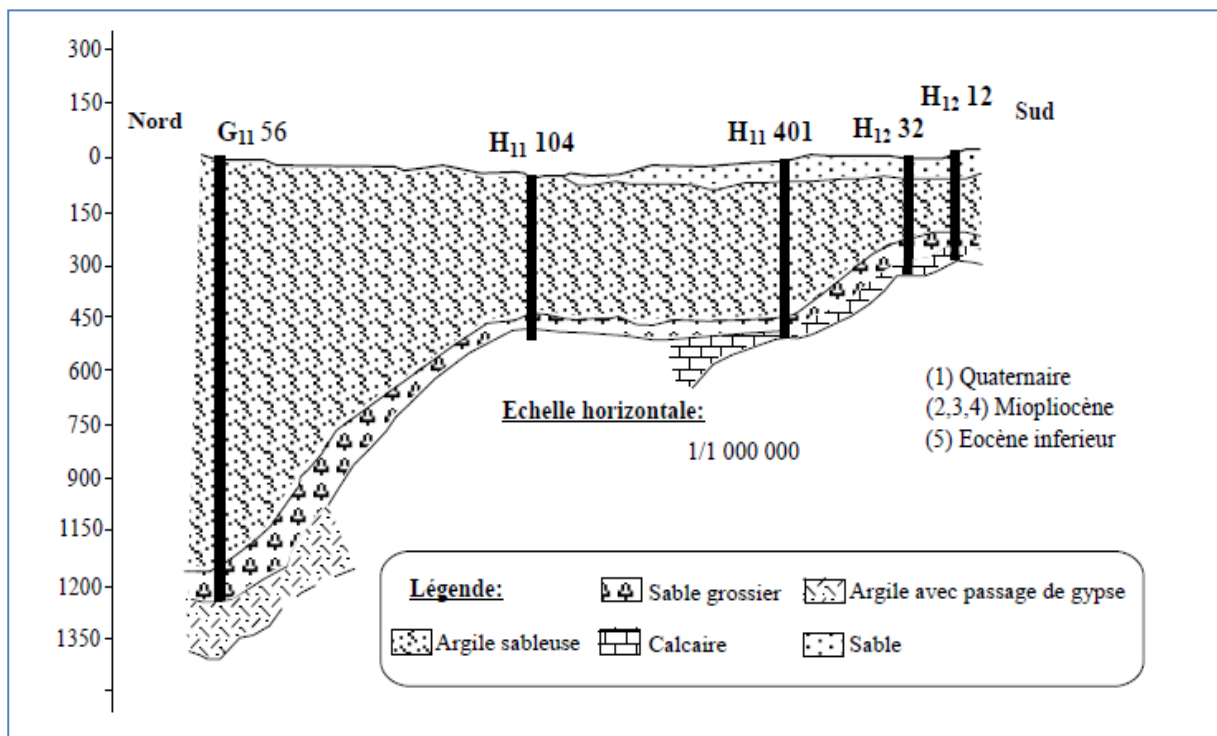 300
150
0
150
300
450
600
750
900
1150
1200
1350
Nord
Sud
G11 56
H11 104
H11 401
H12 32
H12 12
(1) Quaternaire
(2,3,4) Miopliocène
(5) Eocène inferieur
Echelle horizontale:
1/1 000 000
Légende:
Sable grossier
Argile avec passage de gypse
Argile sableuse
Calcaire
Sable